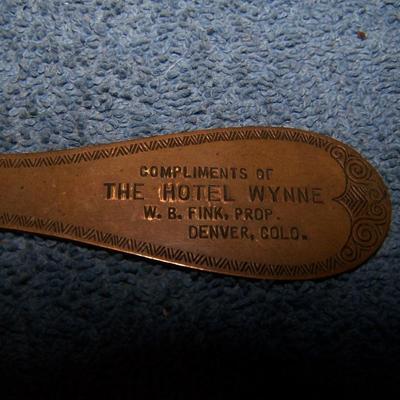 COMPLIMENTS OF
THE HOTEL WYNNE
W. B. FINK, PROP.
DENVER, COLO.